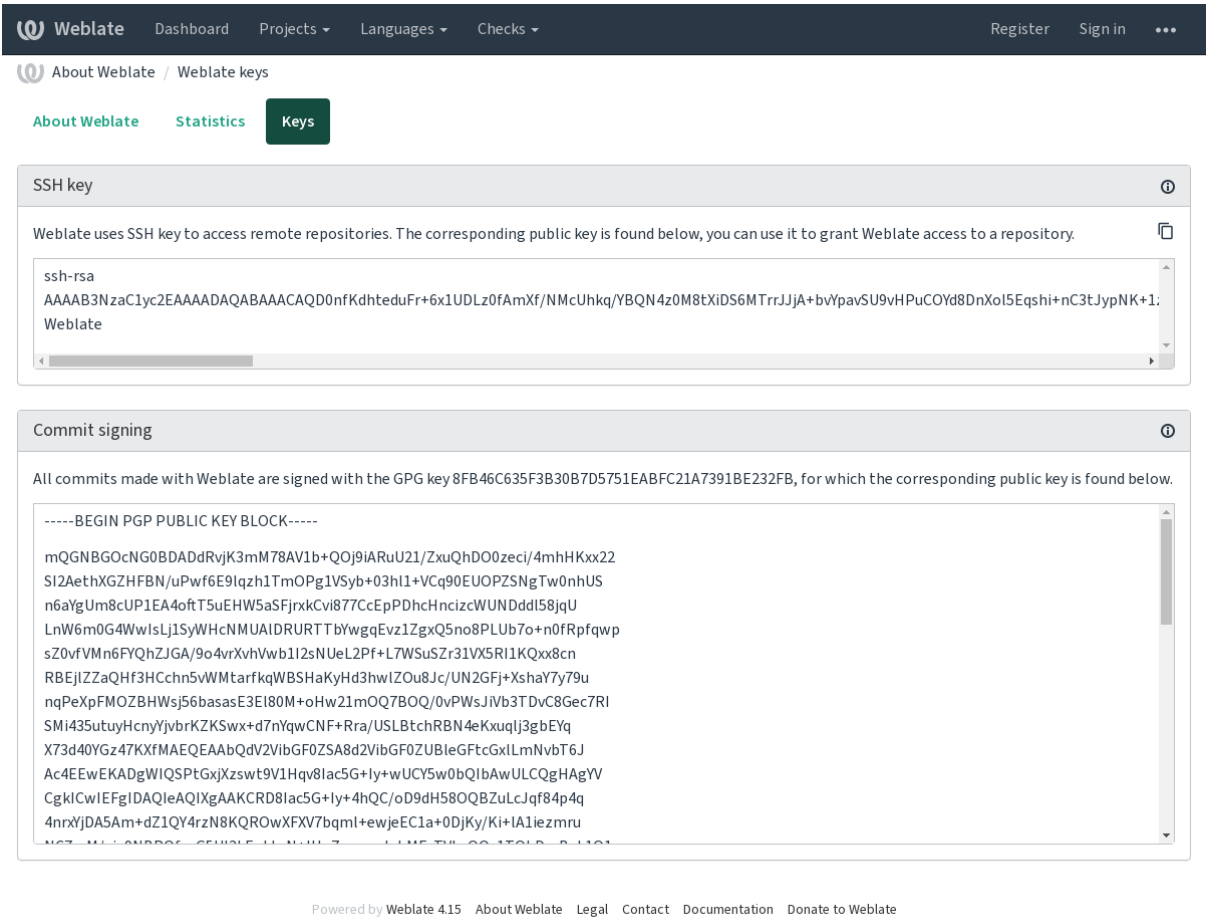 Weblate Dashboard Projects Languages Checks Register Sign in
About Weblate / Weblate keys
About Weblate Statistics Keys
SSH key
Weblate uses SSH key to access remote repositories. The corresponding public key is found below, you can use it to grant Weblate access to a repository.
ssh-rsa
AAAAB3NzaC1yc2EAAAADAQABAAACAQD0nfKdhteduFr+6x1UDLz0fAmXf/NMcUhkq/YBQN4z0M8tXiDS6MTrrJJjA+bvYpavSU9vHPuCOYd8DnXol5Eqshi+nC3tJypNK+1
Weblate
Commit signing
All commits made with Weblate are signed with the GPG key 8FB46C635F3B30B7D5751EABFC21A7391BE232FB, for which the corresponding public key is found below.
-----BEGIN PGP PUBLIC KEY BLOCK-----
mQGNBGOcNG0BDADdRvjK3mM78AV1b+QOj9iARuU21/ZxuQhDO0zeci/4mhHKxx22
SI2AethXGZHFBN/uPwf6E9lqzh1TmOPg1VSyb+03hl1+VCq90EUOPZSNgTw0nhUS
n6aYgUm8cUP1EA4oftT5uEHW5aSFjrxkCvi877CcEpPDhcHncizcWUNDddl58jqU
LnW6m0G4WwIsLj1SyWHcNMUAlDRURTTbYwgqEvz1ZgxQ5no8PLUb7o+n0fRpfqwp
sZ0vfVMn6FYQhZJGA/9o4vrXvhVwb1I2sNUeL2Pf+L7WSuSZr31VX5RI1KQxx8cn
RBEjlZZaQHf3HCchn5vWMtarfkqWBSHaKyHd3hwlZOu8Jc/UN2GFj+XshaY7y79u
nqPeXpFMOZBHWsj56basasE3El80M+oHw21mOQ7BOQ/0vPWsJiVb3TDvC8Gec7RI
SMi435utuyHcnyYjvbrKZKSwx+d7nYqwCNF+Rra/USLBtchRBN4eKxuqlj3gbEYq
X73d40YGz47KXfMAEQEAAbQdV2VibGF0ZSA8d2VibGF0ZUBleGFtcGxlLmNvbT6J
Ac4EEwEKADgWIQSPtGxjXzswt9V1Hqv8Iac5G+Iy+wUCY5w0bQIbAwULCQgHAgYV
CgkICwIEFgIDAQIeAQIXgAAKCRD8Iac5G+Iy+4hQC/oD9dH58OQBZuLcJqf84p4q
4nrxYjDA5Am+dZ1QY4rzN8KQROwXFXV7bqml+ewjeEC1a+0DjKy/Ki+lA1iezmru
Powered by Weblate 4.15 About Weblate Legal Contact Documentation Donate to Weblate